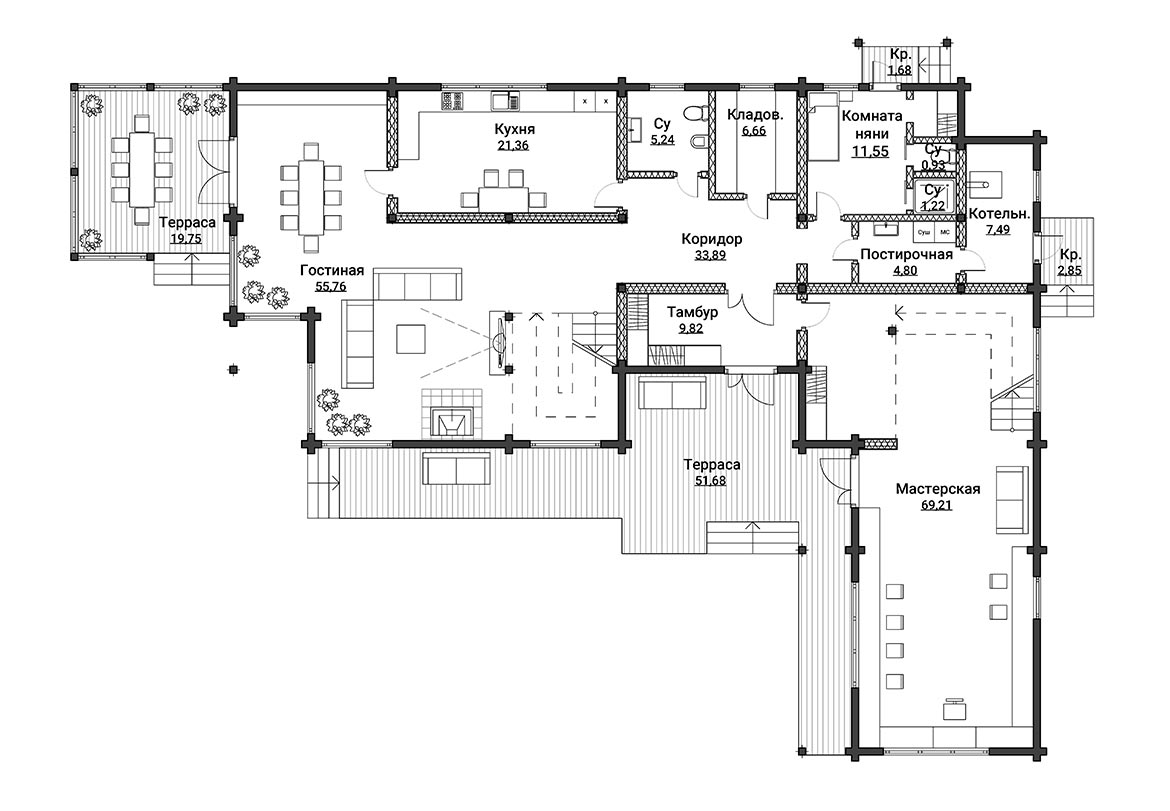 Кр.
1,68
Кухня
21,36
Су
5,24
Кладов.
6,66
Комната
няни
11,55
Су
0,93
Су
1,22
Терраса
19,75
Котельн.
7,49
Коридор
33,89
Суш
МС
Постирочная
4,80
Кр.
2,85
Гостиная
55,76
Тамбур
9,82
Терраса
51,68
Мастерская
69,21